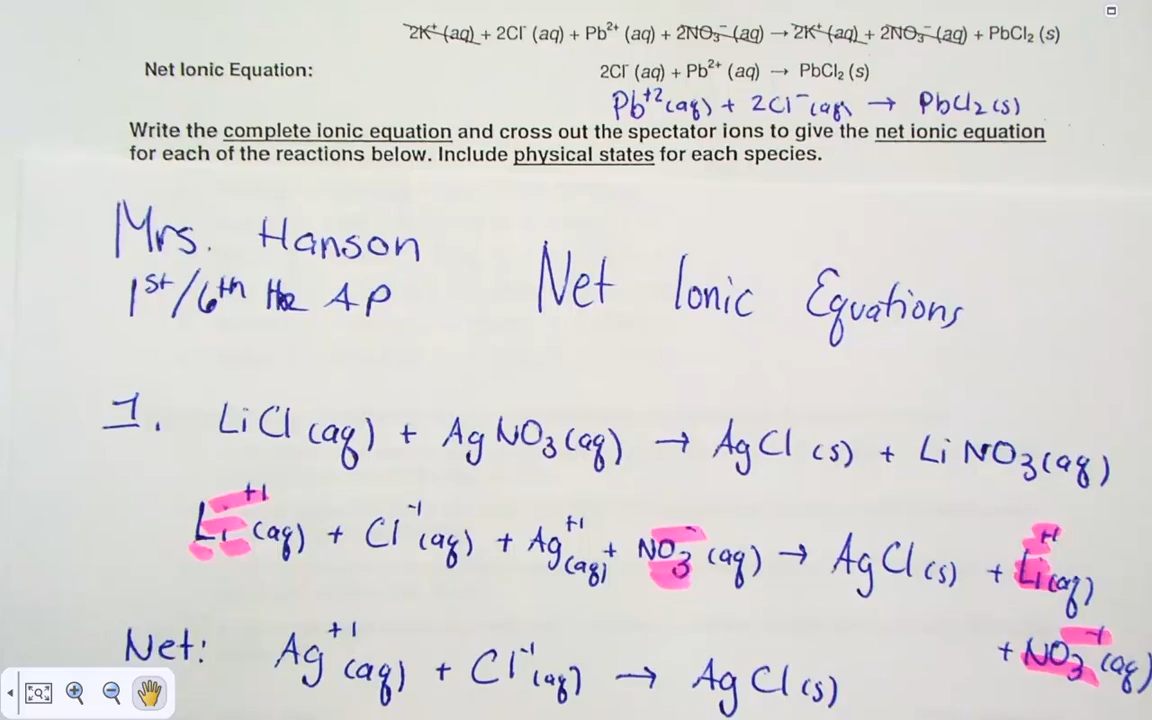 2K⁺ (aq) + 2Cl⁻ (aq) + Pb²⁺ (aq) + 2NO₃⁻ (aq) → 2K⁺ (aq) + 2NO₃⁻ (aq) + PbCl₂ (s)
Net Ionic Equation: 2Cl⁻ (aq) + Pb²⁺ (aq) → PbCl₂ (s)
Pb⁺² (aq) + 2Cl⁻ (aq) → PbCl₂ (s)
Write the complete ionic equation and cross out the spectator ions to give the net ionic equation
for each of the reactions below. Include physical states for each species.
Mrs. Hanson
1st/6th Hr AP
Net Ionic Equations
1. LiCl (aq) + AgNO₃ (aq) → AgCl (s) + LiNO₃ (aq)
Li⁺¹ (aq) + Cl⁻¹ (aq) + Ag⁺¹ (aq) + NO₃⁻ (aq) → AgCl (s) + Li⁺¹ (aq)
+ NO₃⁻¹ (aq)
Net: Ag⁺¹ (aq) + Cl⁻¹ (aq) → AgCl (s)